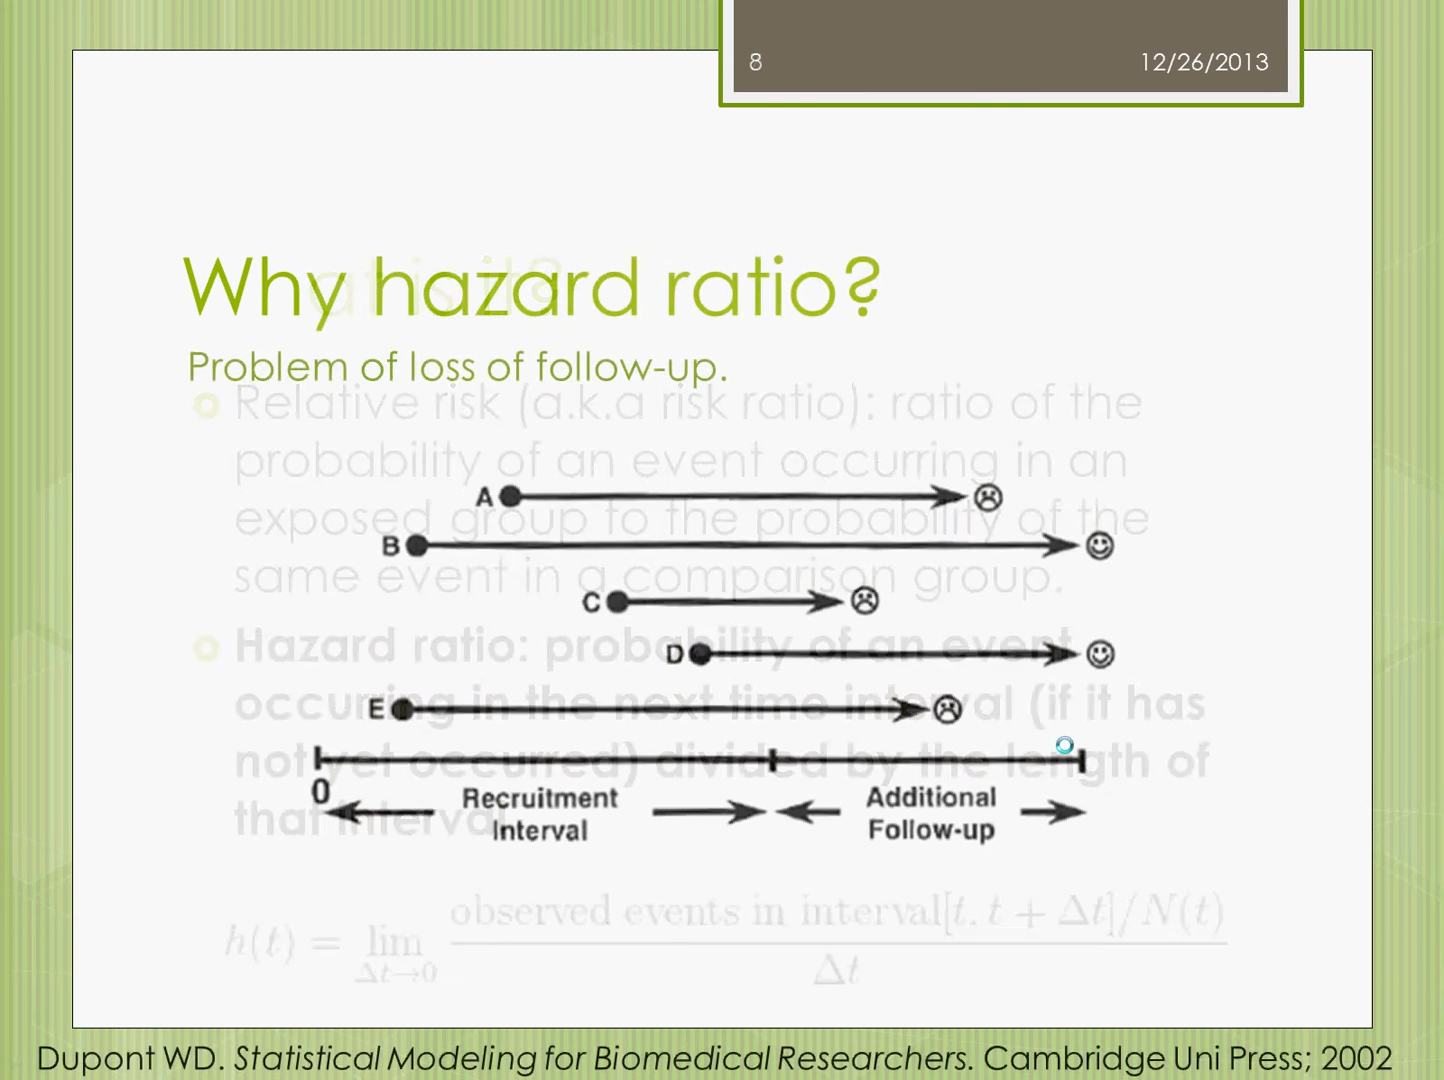 8
12/26/2013
Why hazard ratio?
at is it?
Problem of loss of follow-up.
Relative risk (a.k.a risk ratio): ratio of the
probability of an event occurring in an
exposed group to the probability of the
same event in a comparison group.
Hazard ratio: probability of an event
occurring in the next time interval (if it has
not yet occurred) divided by the length of
that interval
A
B
C
D
E
0
Recruitment
Interval
Additional
Follow-up
h(t) = lim Δt→0 observed events in interval[t. t + Δt]/N(t)
Δt
Dupont WD. Statistical Modeling for Biomedical Researchers. Cambridge Uni Press; 2002